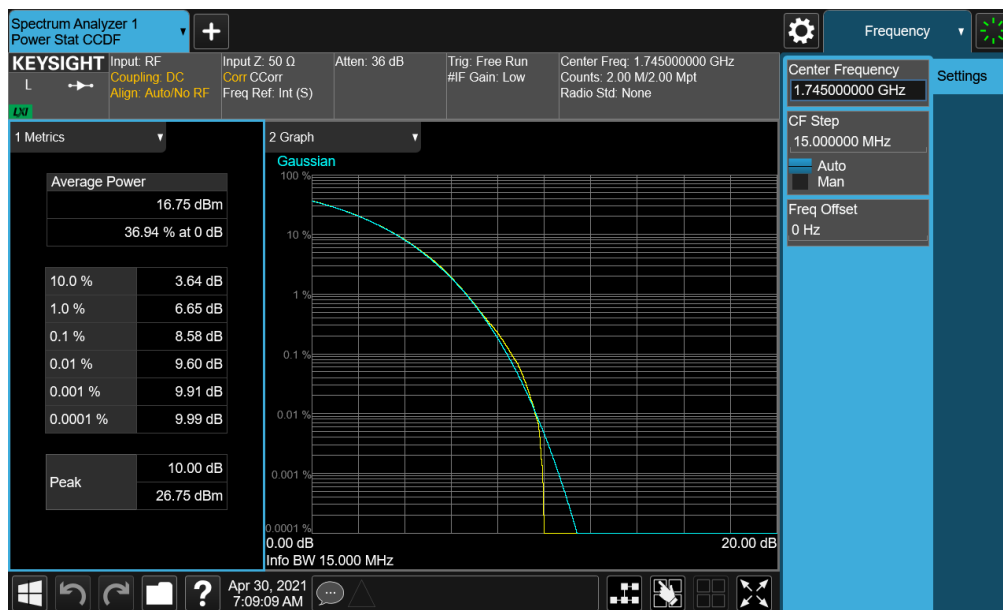 Spectrum Analyzer 1
Power Stat CCDF
Frequency
KEYSIGHT
L
LXI
Input: RF
Coupling: DC
Align: Auto/No RF
Input Z: 50 Ω
Corr CCorr
Freq Ref: Int (S)
Atten: 36 dB
Trig: Free Run
#IF Gain: Low
Center Freq: 1.745000000 GHz
Counts: 2.00 M/2.00 Mpt
Radio Std: None
Center Frequency
1.745000000 GHz
Settings
CF Step
15.000000 MHz
Auto
Man
Freq Offset
0 Hz
1 Metrics
Average Power
16.75 dBm
36.94 % at 0 dB
10.0 % 3.64 dB
1.0 % 6.65 dB
0.1 % 8.58 dB
0.01 % 9.60 dB
0.001 % 9.91 dB
0.0001 % 9.99 dB
Peak
10.00 dB
26.75 dBm
2 Graph
Gaussian
100 %
10 %
1 %
0.1 %
0.01 %
0.001 %
0.0001 %
0.00 dB 20.00 dB
Info BW 15.000 MHz
?
Apr 30, 2021
7:09:09 AM